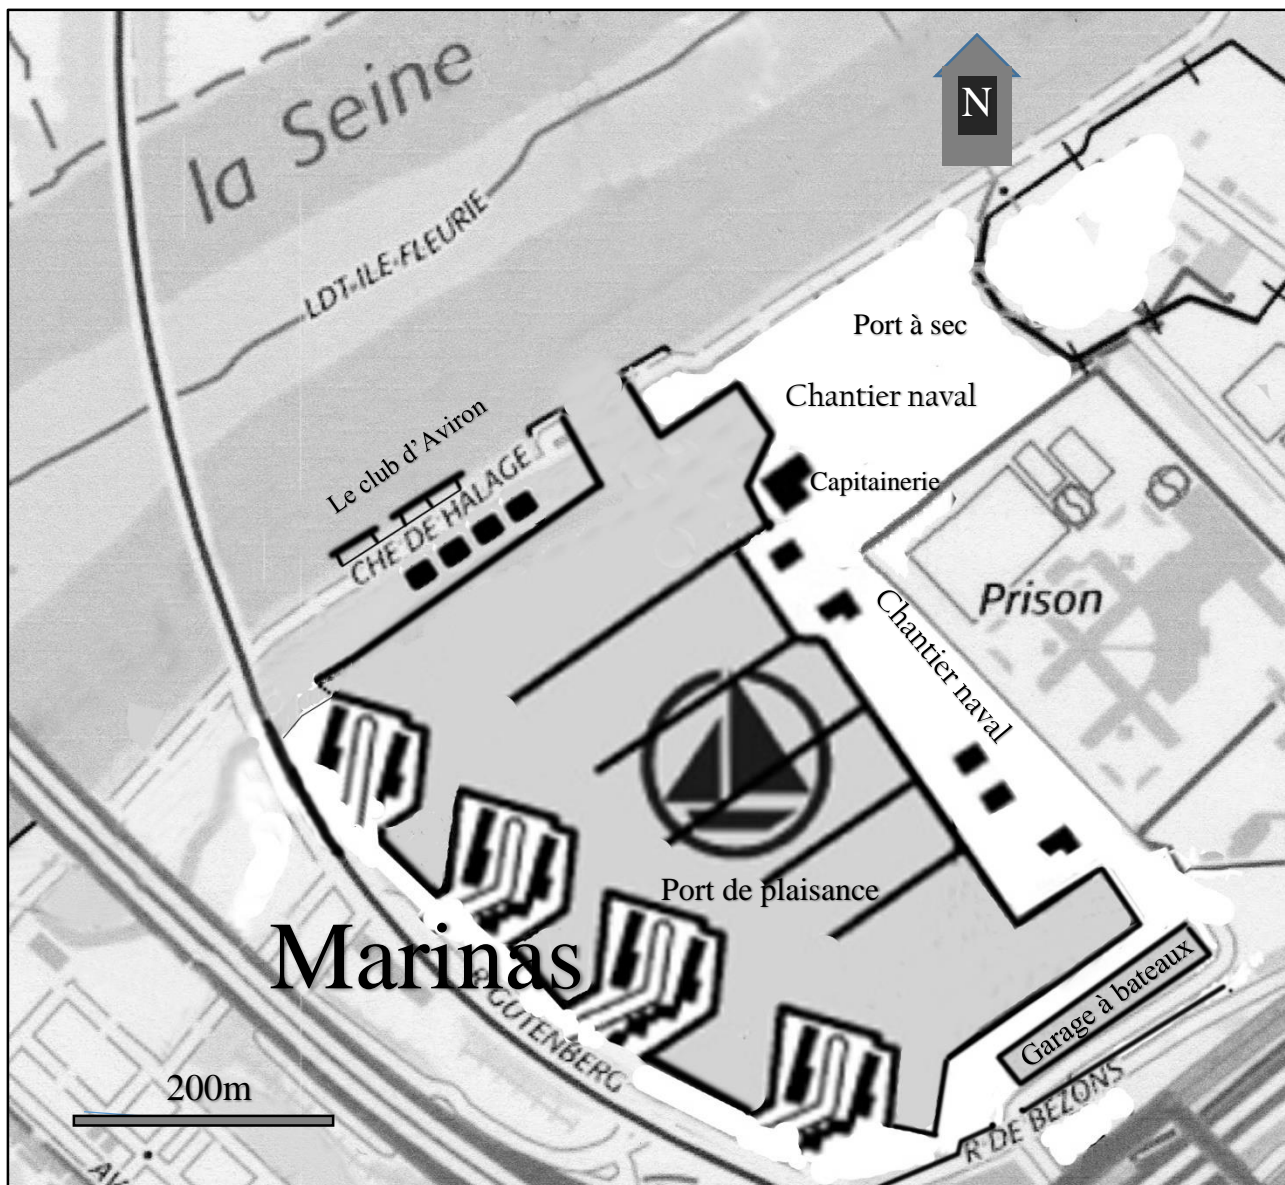 la Seine
N
LDT·ILE·FLEURIE
Port à sec
Chantier naval
Le club d'Aviron
CHE DE HALAGE
Capitainerie
Prison
Chantier naval
Port de plaisance
Marinas
R GUTENBERG
Garage à bateaux
200m
R DE BEZONS
AV